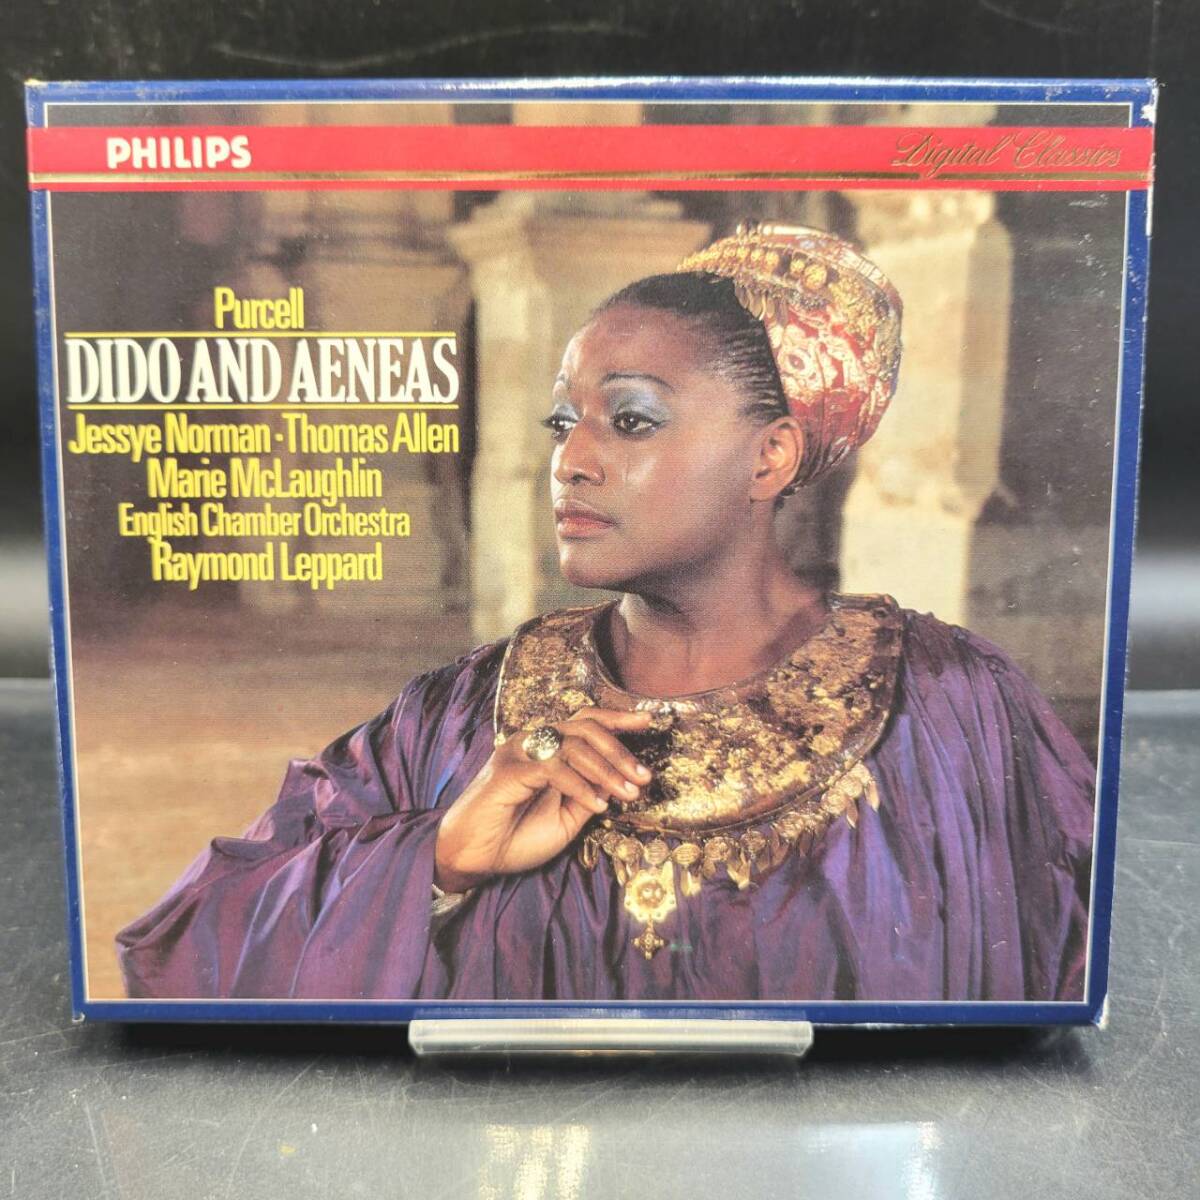 PHILIPS
Digital Classics
Purcell
DIDO AND AENEAS
Jessye Norman · Thomas Allen
Marie McLaughlin
English Chamber Orchestra
Raymond Leppard